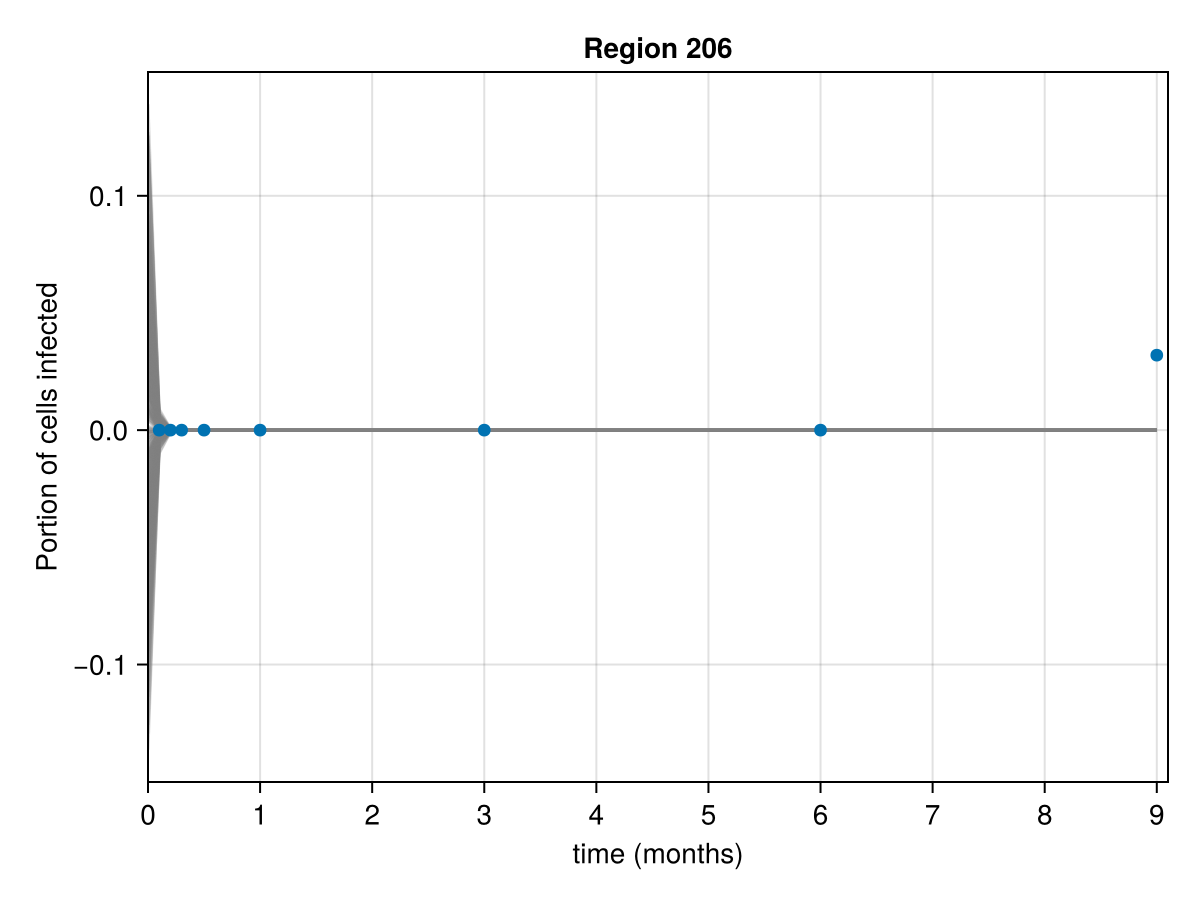 Region 206
Portion of cells infected
0.1
0.0
−0.1
0 1 2 3 4 5 6 7 8 9
time (months)